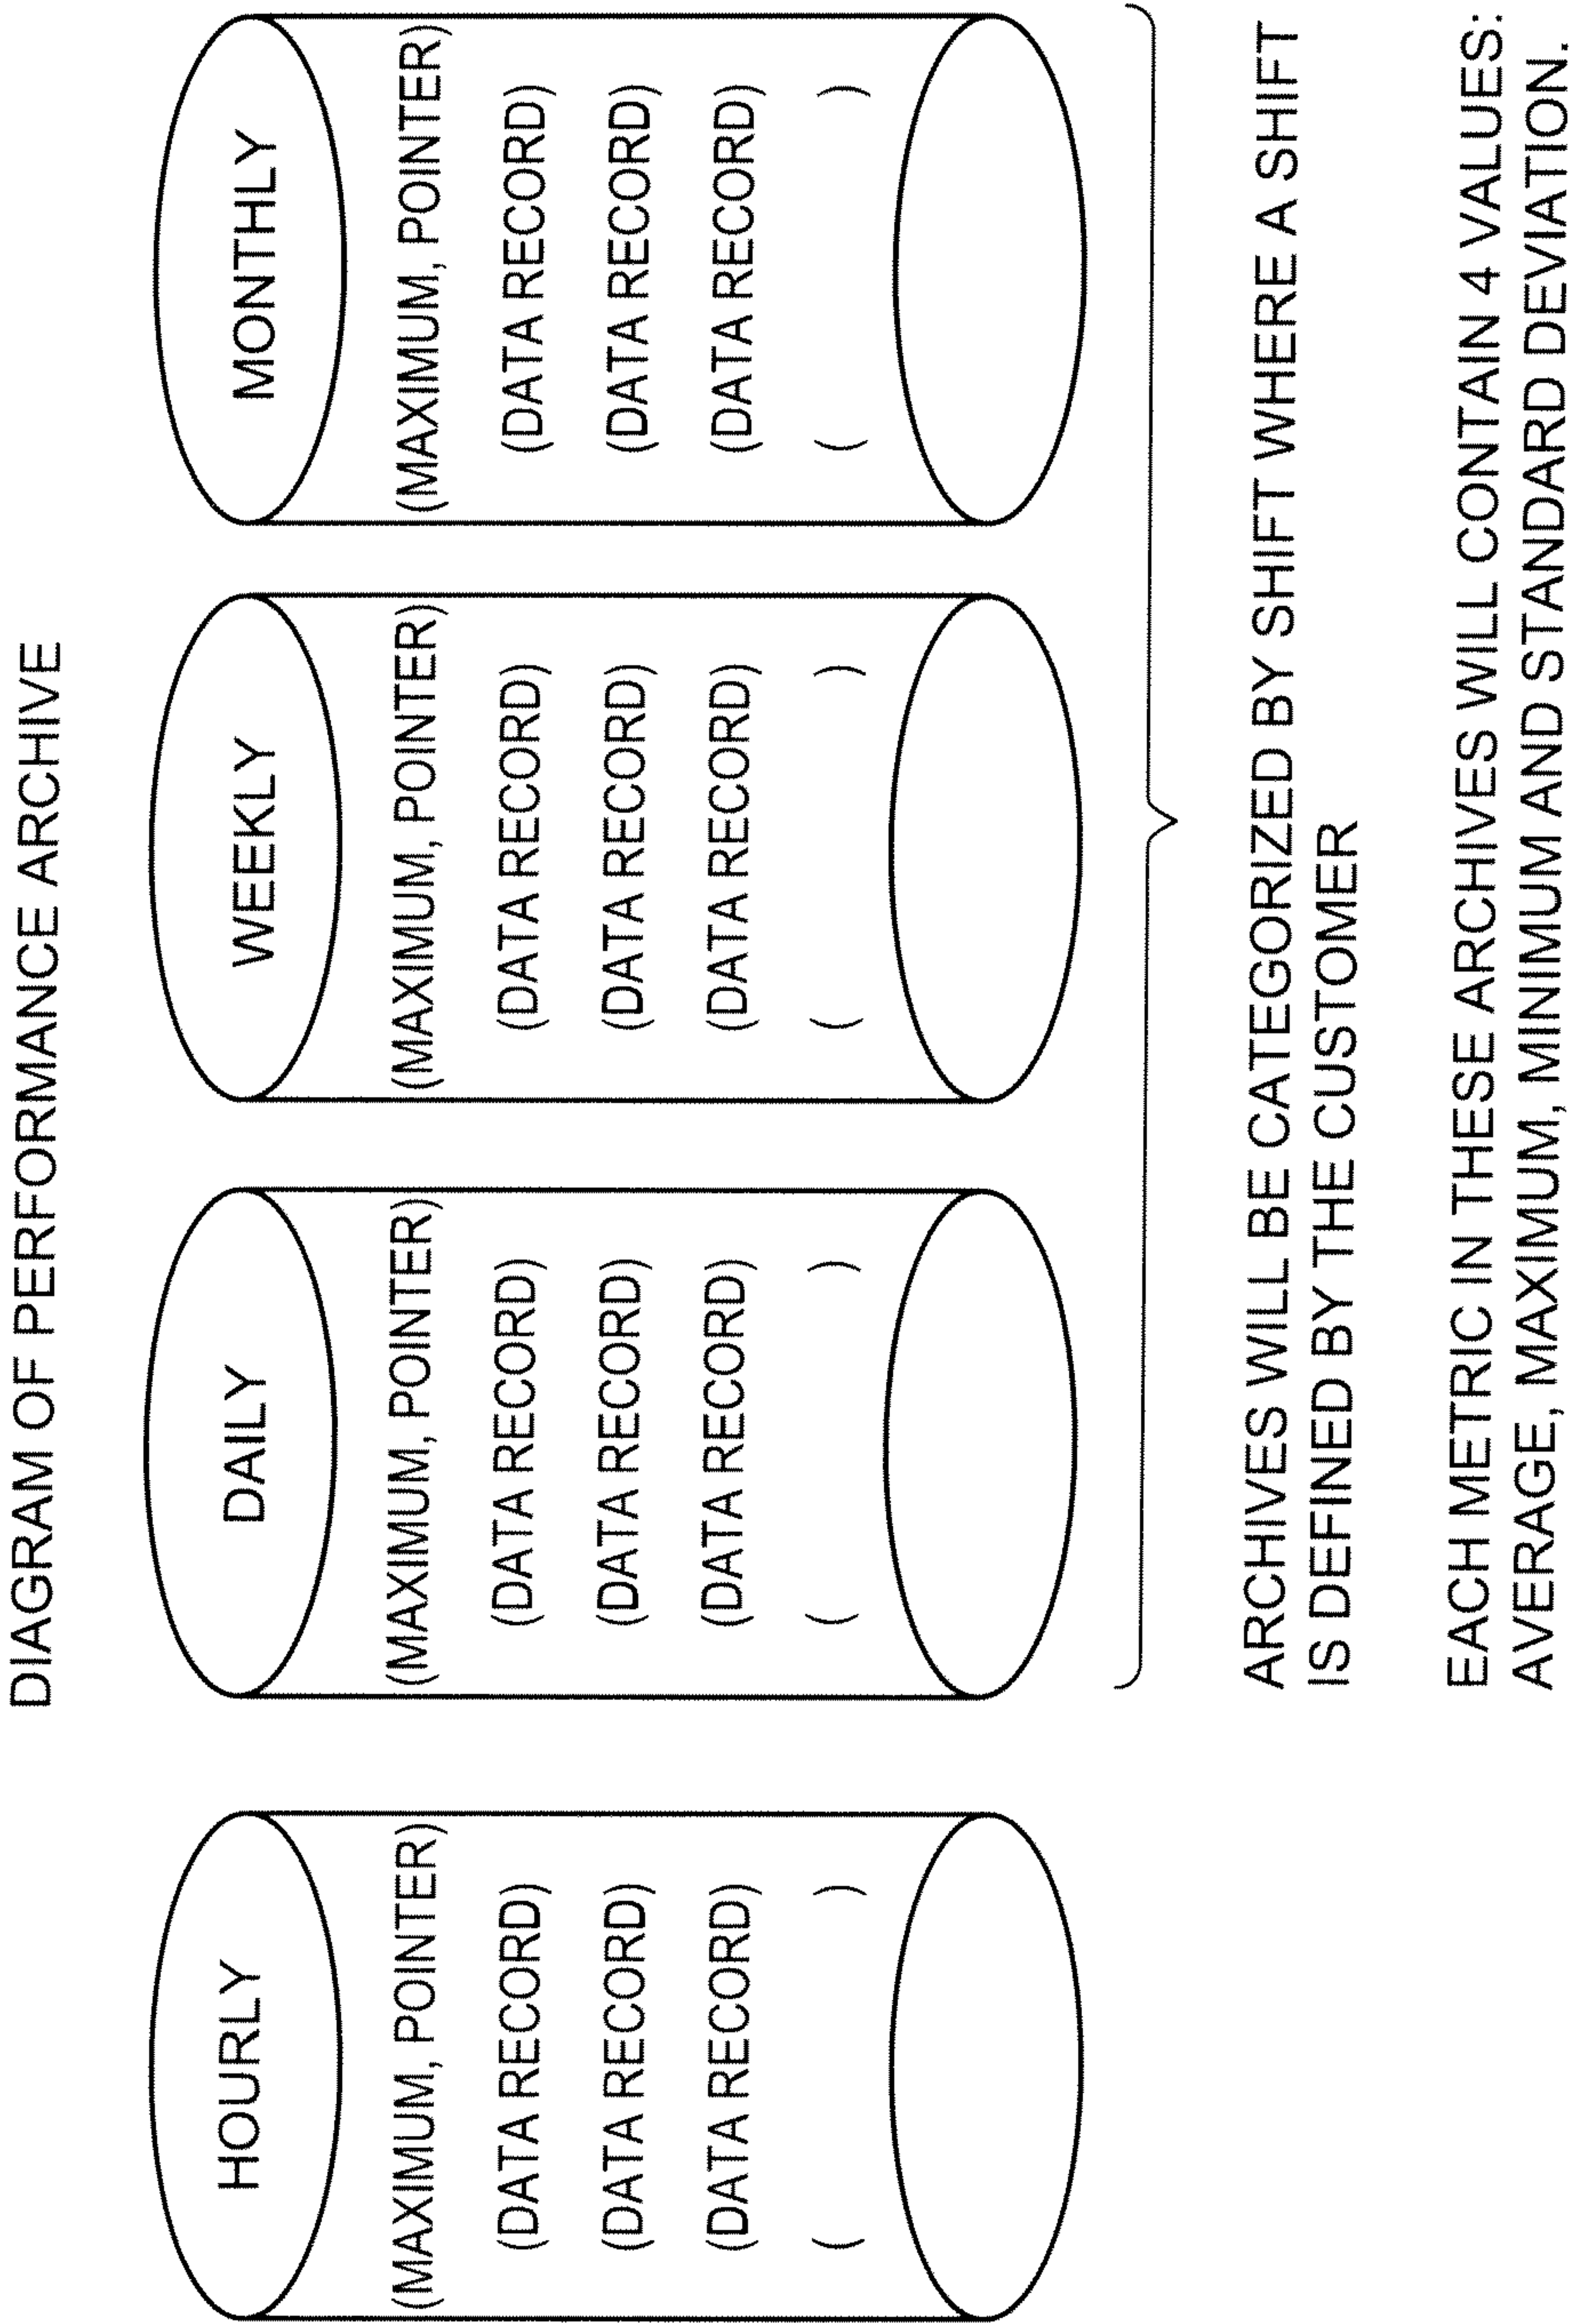 DIAGRAM OF PERFORMANCE ARCHIVE
HOURLY
(MAXIMUM, POINTER)
(DATA RECORD)
(DATA RECORD)
(DATA RECORD)
( )
DAILY
(MAXIMUM, POINTER)
(DATA RECORD)
(DATA RECORD)
(DATA RECORD)
( )
WEEKLY
(MAXIMUM, POINTER)
(DATA RECORD)
(DATA RECORD)
(DATA RECORD)
( )
MONTHLY
(MAXIMUM, POINTER)
(DATA RECORD)
(DATA RECORD)
(DATA RECORD)
( )
ARCHIVES WILL BE CATEGORIZED BY SHIFT WHERE A SHIFT
IS DEFINED BY THE CUSTOMER
EACH METRIC IN THESE ARCHIVES WILL CONTAIN 4 VALUES:
AVERAGE, MAXIMUM, MINIMUM AND STANDARD DEVIATION.